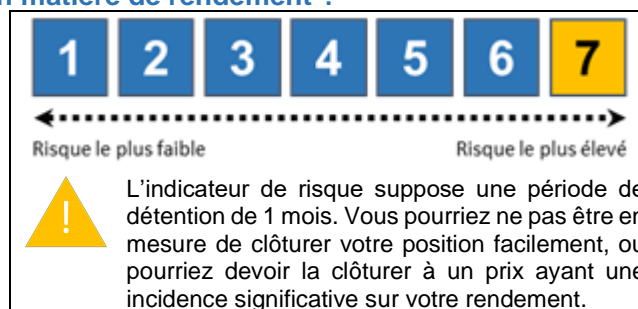 n matière de rendement
1 2 3 4 5 6 7
Risque le plus faible Risque le plus élevé
!
L'indicateur de risque suppose une période de
détention de 1 mois. Vous pourriez ne pas être en
mesure de clôturer votre position facilement, ou
pourriez devoir la clôturer à un prix ayant une
incidence significative sur votre rendement.